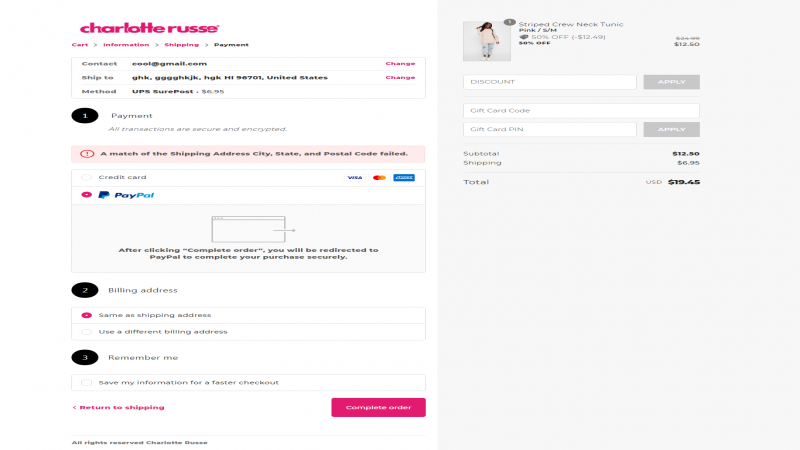 charlotte russe
Cart > Information > Shipping > Payment
Contact cool@gmail.com Change
Ship to ghk, gggghkjk, hgk HI 96701, United States Change
Method UPS SurePost - $6.95
1 Payment
All transactions are secure and encrypted.
A match of the Shipping Address City, State, and Postal Code failed.
Credit card VISA
PayPal
After clicking “Complete order”, you will be redirected to
PayPal to complete your purchase securely.
2 Billing address
Same as shipping address
Use a different billing address
3 Remember me
Save my information for a faster checkout
< Return to shipping Complete order
All rights reserved Charlotte Russe
1
Striped Crew Neck Tunic
Pink / S/M
50% OFF (-$12.49)
50% OFF
$24.99
$12.50
DISCOUNT APPLY
Gift Card Code
Gift Card PIN APPLY
Subtotal $12.50
Shipping $6.95
Total USD $19.45